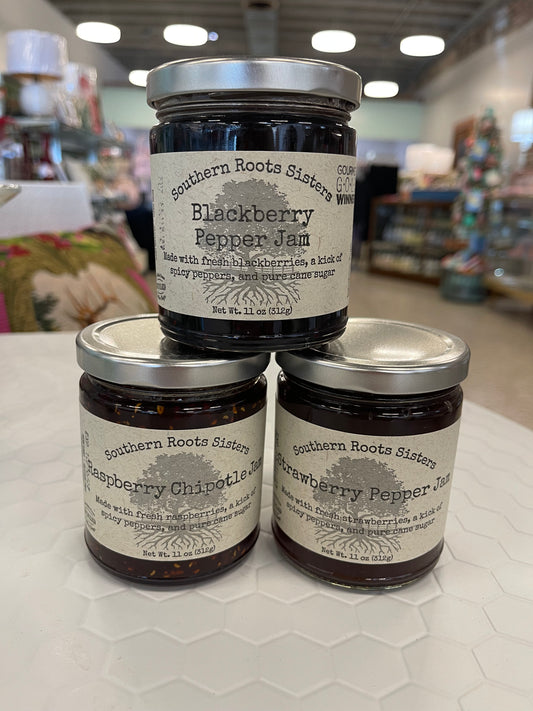 Southern Roots Sisters
Blackberry
Pepper Jam
Made with fresh blackberries, a kick of
spicy peppers, and pure cane sugar
Net Wt. 11 oz (312g)
Southern Roots Sisters
Raspberry Chipotle Jam
Made with fresh raspberries, a kick of
spicy peppers, and pure cane sugar
Net Wt. 11 oz (312g)
Southern Roots Sisters
Strawberry Pepper Jam
Made with fresh strawberries, a kick of
spicy peppers, and pure cane sugar
Net Wt. 11 oz (312g)